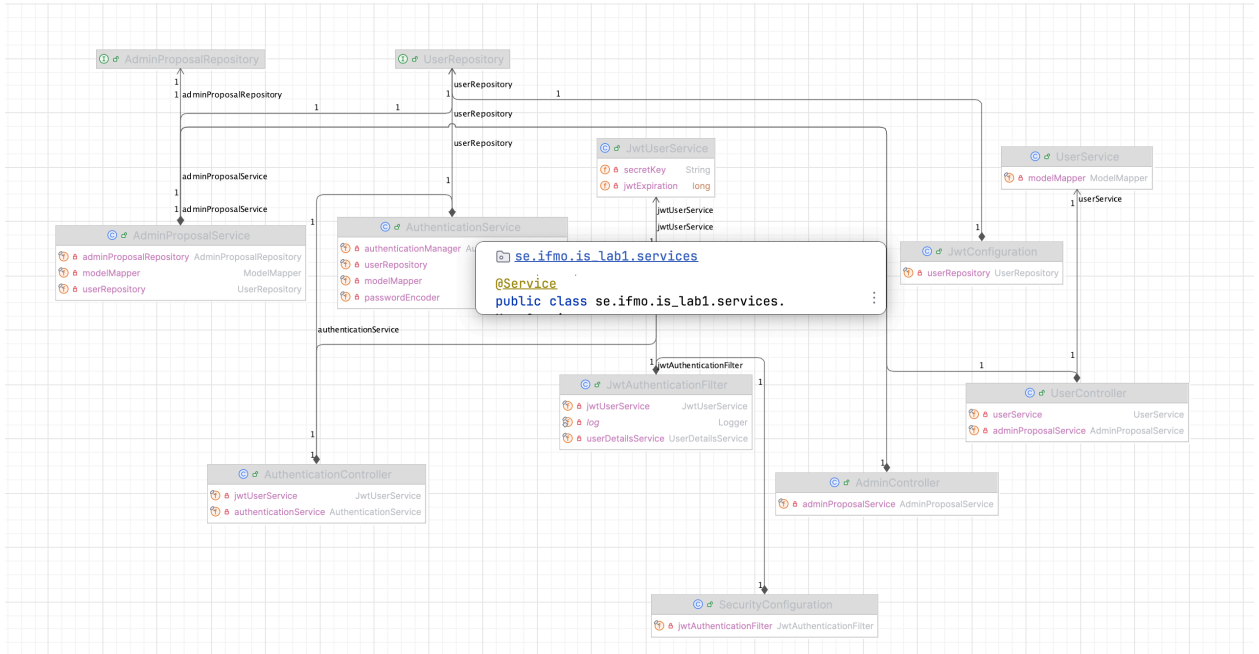 AdminProposalRepository
UserRepository
userRepository
1
1 adminProposalRepository
1
1
1
1
userRepository
userRepository
JwtUserService
secretKey String
jwtExpiration long
UserService
modelMapper ModelMapper
adminProposalService
1
1
1 userService
jwtUserService
jwtUserService
1 adminProposalService
1
1
1
AdminProposalService
adminProposalRepository AdminProposalRepository
modelMapper ModelMapper
userRepository UserRepository
AuthenticationService
authenticationManager
userRepository
modelMapper
passwordEncoder
se.ifmo.is_lab1.services
@Service
public class se.ifmo.is_lab1.services.
JwtConfiguration
userRepository UserRepository
authenticationService
1 jwtAuthenticationFilter
1
1
1
JwtAuthenticationFilter
jwtUserService JwtUserService
log Logger
userDetailsService UserDetailsService
UserController
userService UserService
adminProposalService AdminProposalService
1
1
1
AuthenticationController
jwtUserService JwtUserService
authenticationService AuthenticationService
AdminController
adminProposalService AdminProposalService
1
SecurityConfiguration
jwtAuthenticationFilter JwtAuthenticationFilter